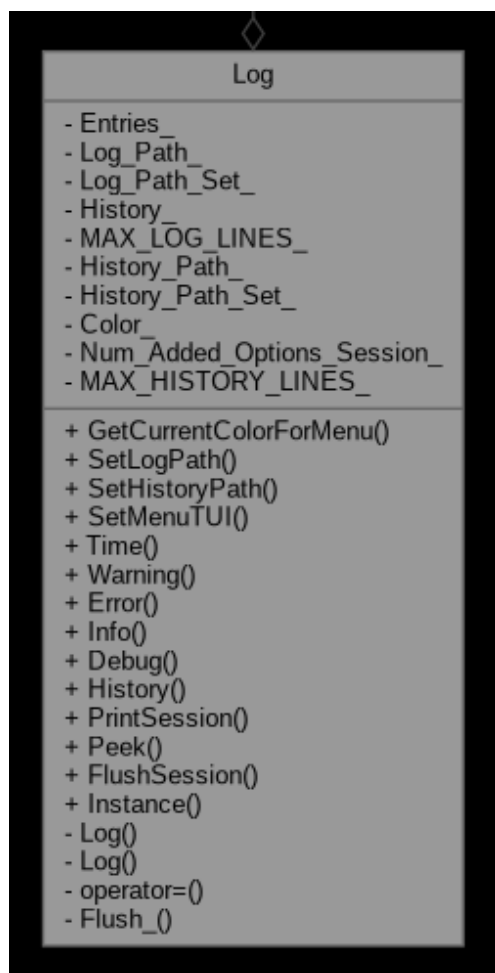 Log
- Entries_
- Log_Path_
- Log_Path_Set_
- History_
- MAX_LOG_LINES_
- History_Path_
- History_Path_Set_
- Color_
- Num_Added_Options_Session_
- MAX_HISTORY_LINES_
+ GetCurrentColorForMenu()
+ SetLogPath()
+ SetHistoryPath()
+ SetMenuTUI()
+ Time()
+ Warning()
+ Error()
+ Info()
+ Debug()
+ History()
+ PrintSession()
+ Peek()
+ FlushSession()
+ Instance()
- Log()
- Log()
- operator=()
- Flush_()